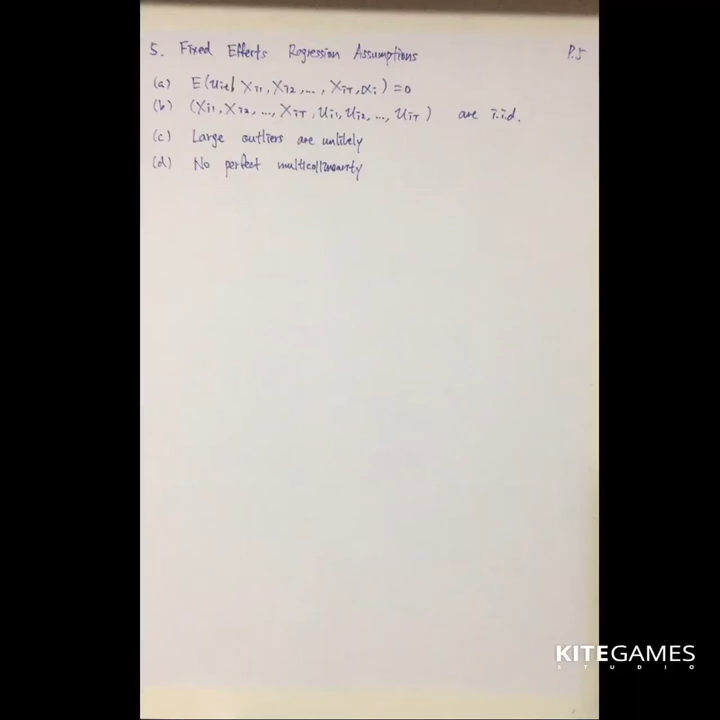 5. Fixed Effects Regression Assumptions P.5
(a) E(uit| Xi1, Xi2, ..., XiT, αi) = 0
(b) (Xi1, Xi2, ..., XiT, ui1, ui2, ..., uiT) are i.i.d.
(c) Large outliers are unlikely
(d) No perfect multicollinearity
KITEGAMES
STUDIO